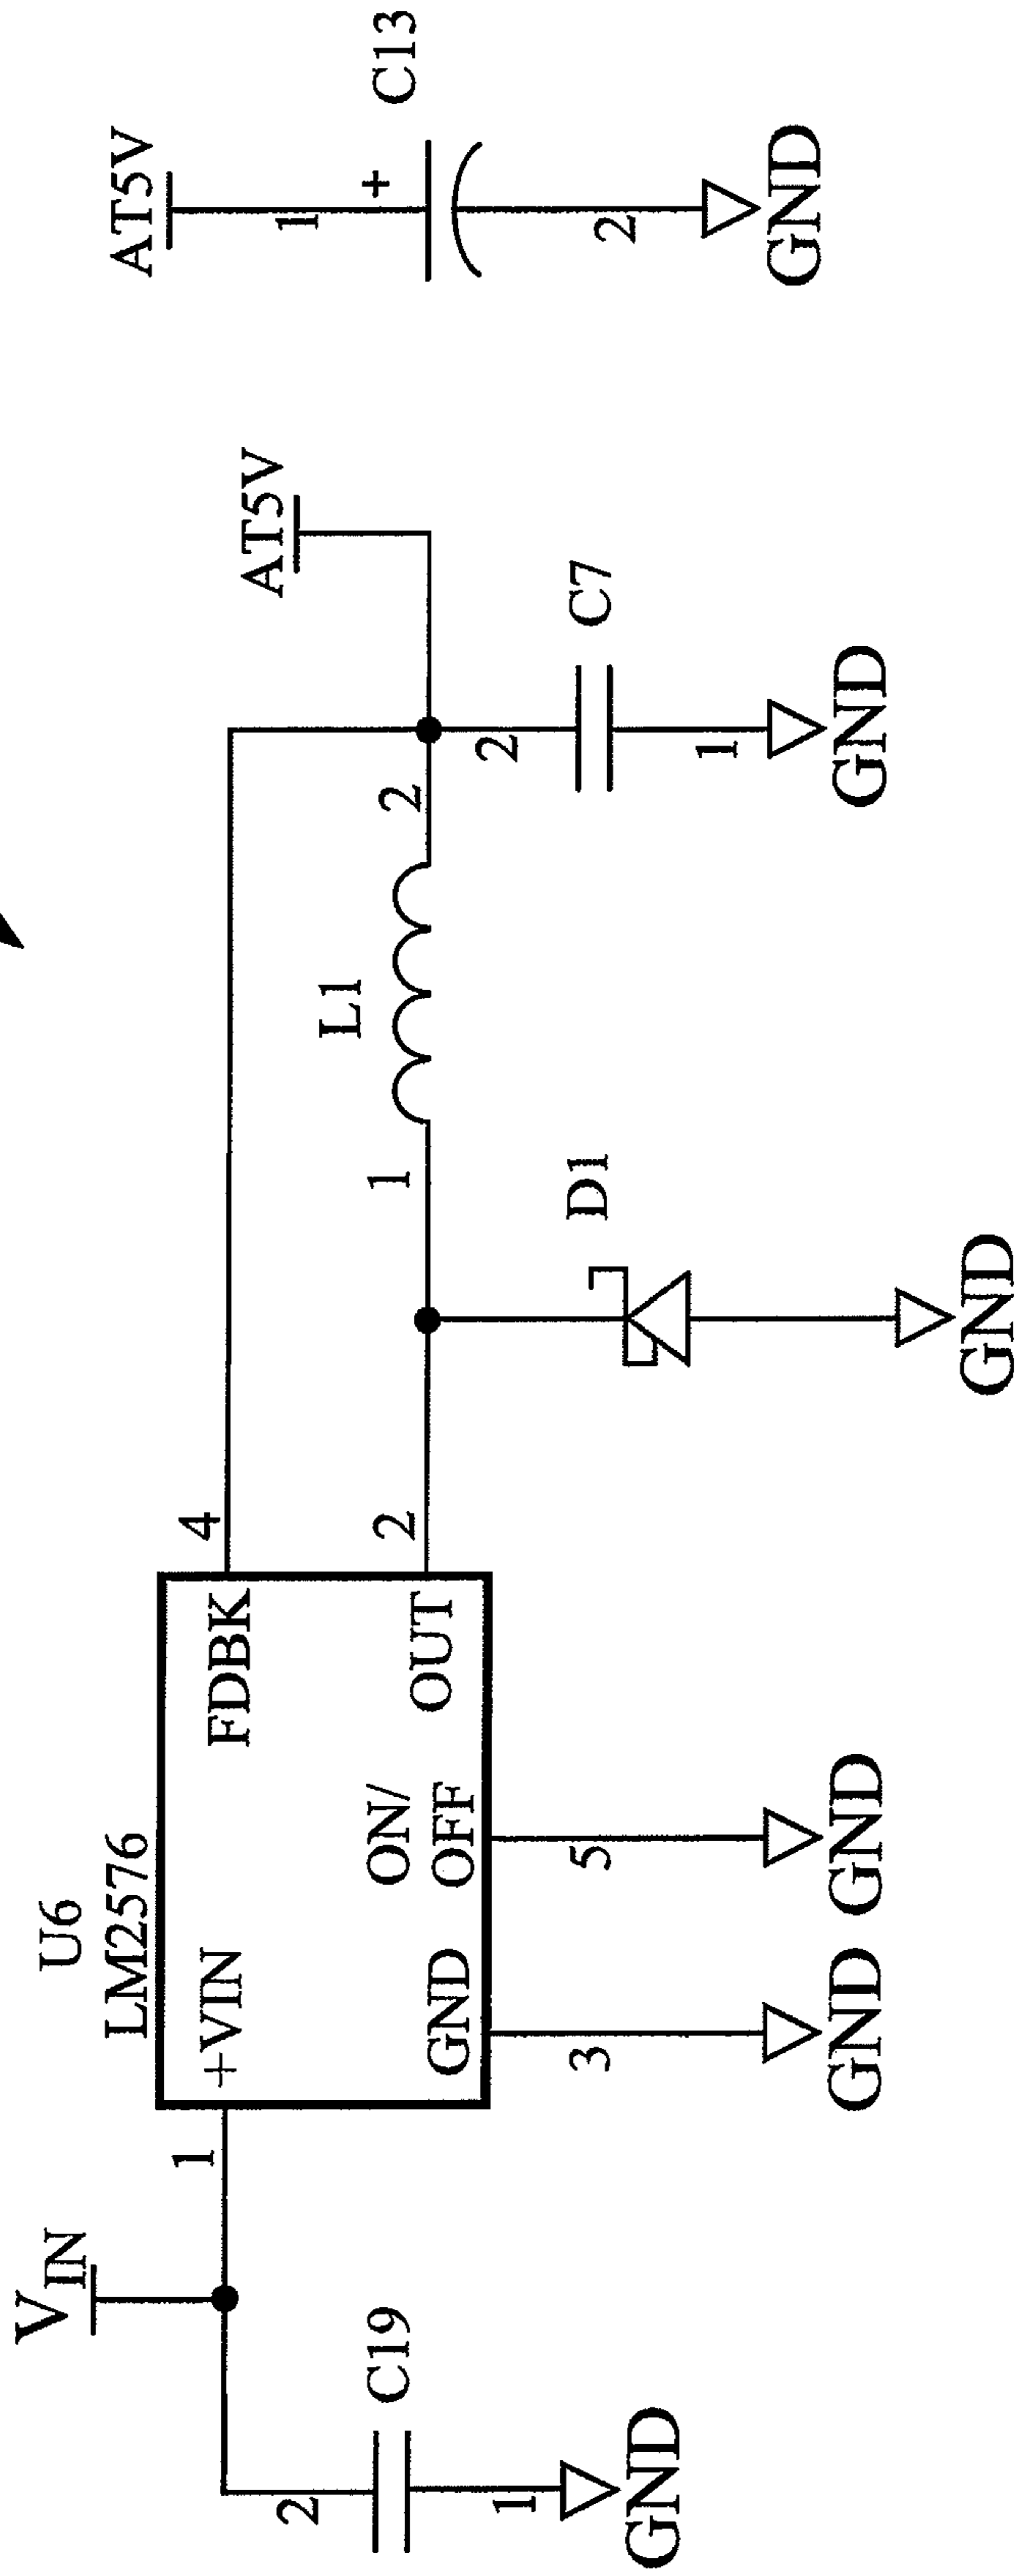 U6
LM2576
V_IN
1
+VIN
FDBK
4
AT5V
AT5V
ON/
OFF
GND
OUT
2
1
L1
2
C19
2
1
GND
3
GND
5
GND
D1
GND
2
C7
1
GND
1
+
C13
2
GND